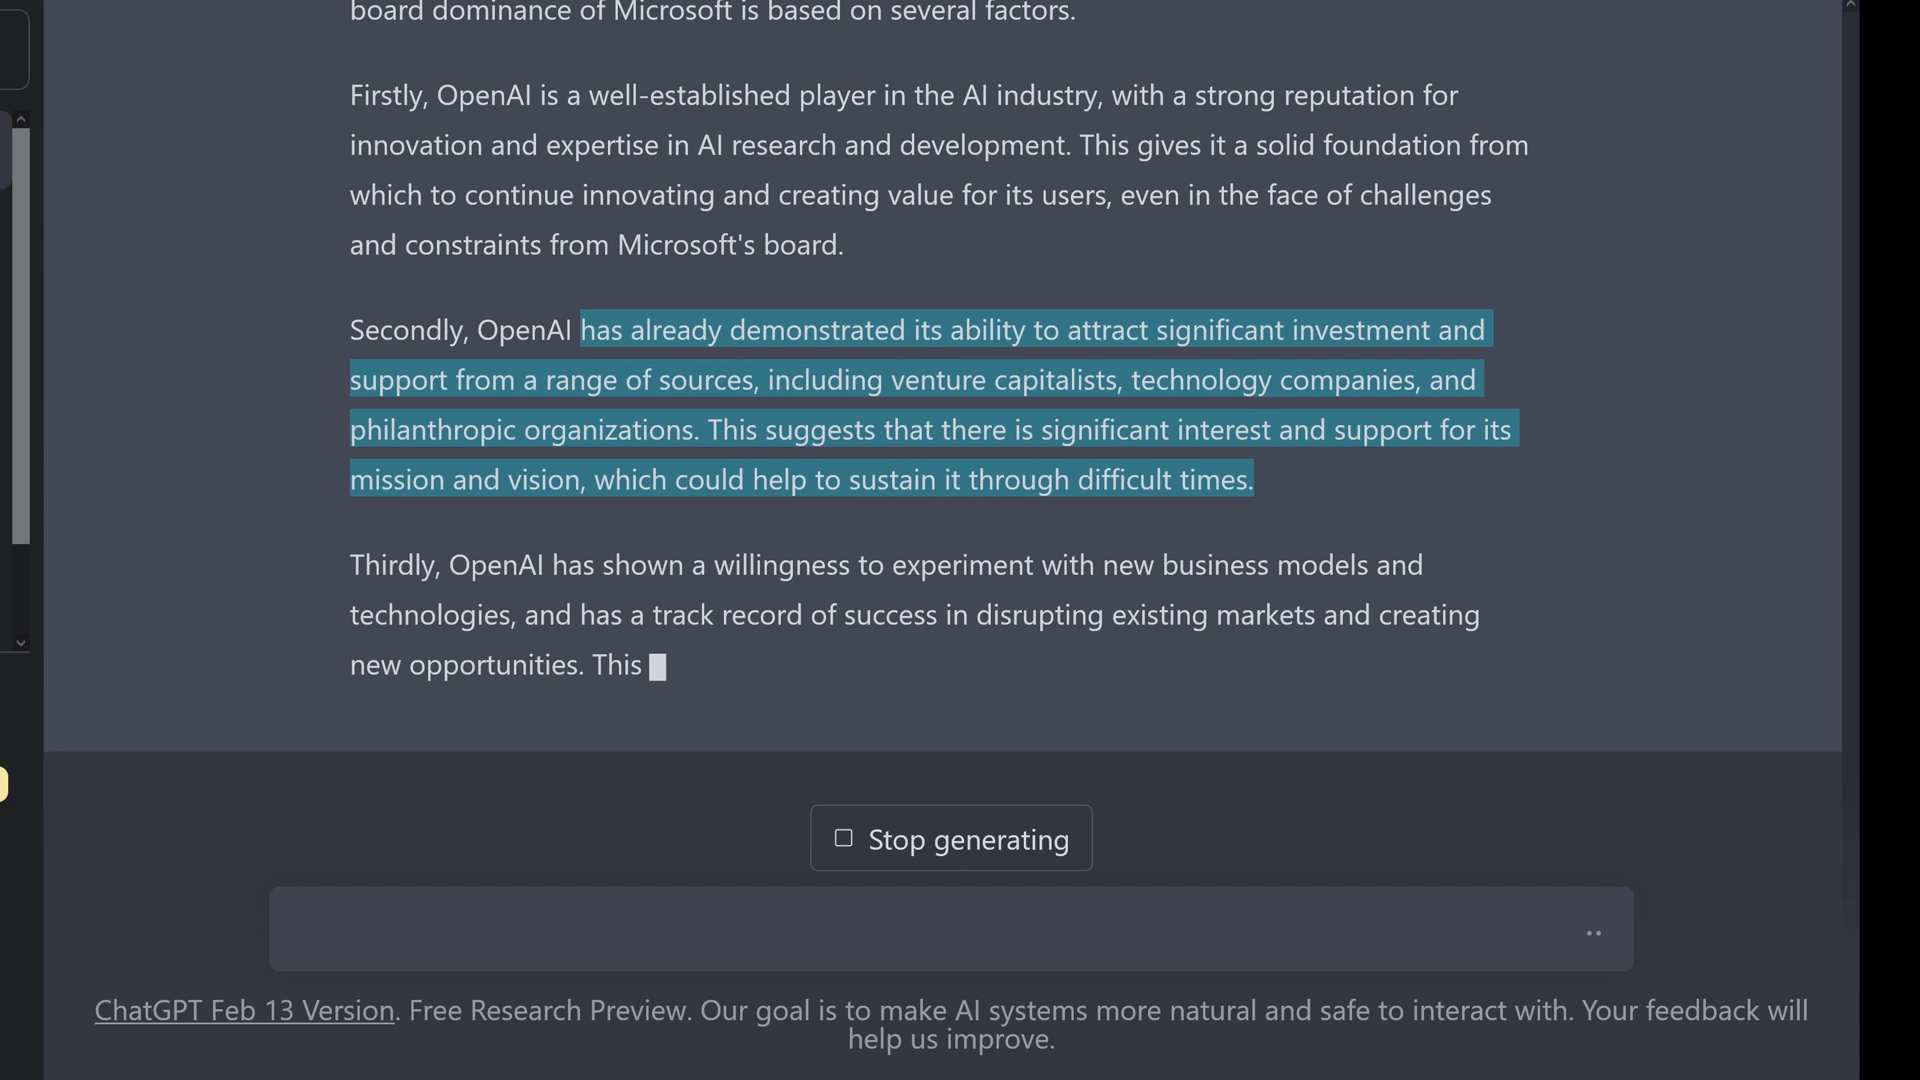 board dominance of Microsoft is based on several factors.
Firstly, OpenAI is a well-established player in the AI industry, with a strong reputation for
innovation and expertise in AI research and development. This gives it a solid foundation from
which to continue innovating and creating value for its users, even in the face of challenges
and constraints from Microsoft's board.
Secondly, OpenAI has already demonstrated its ability to attract significant investment and
support from a range of sources, including venture capitalists, technology companies, and
philanthropic organizations. This suggests that there is significant interest and support for its
mission and vision, which could help to sustain it through difficult times.
Thirdly, OpenAI has shown a willingness to experiment with new business models and
technologies, and has a track record of success in disrupting existing markets and creating
new opportunities. This
Stop generating
ChatGPT Feb 13 Version. Free Research Preview. Our goal is to make AI systems more natural and safe to interact with. Your feedback will
help us improve.